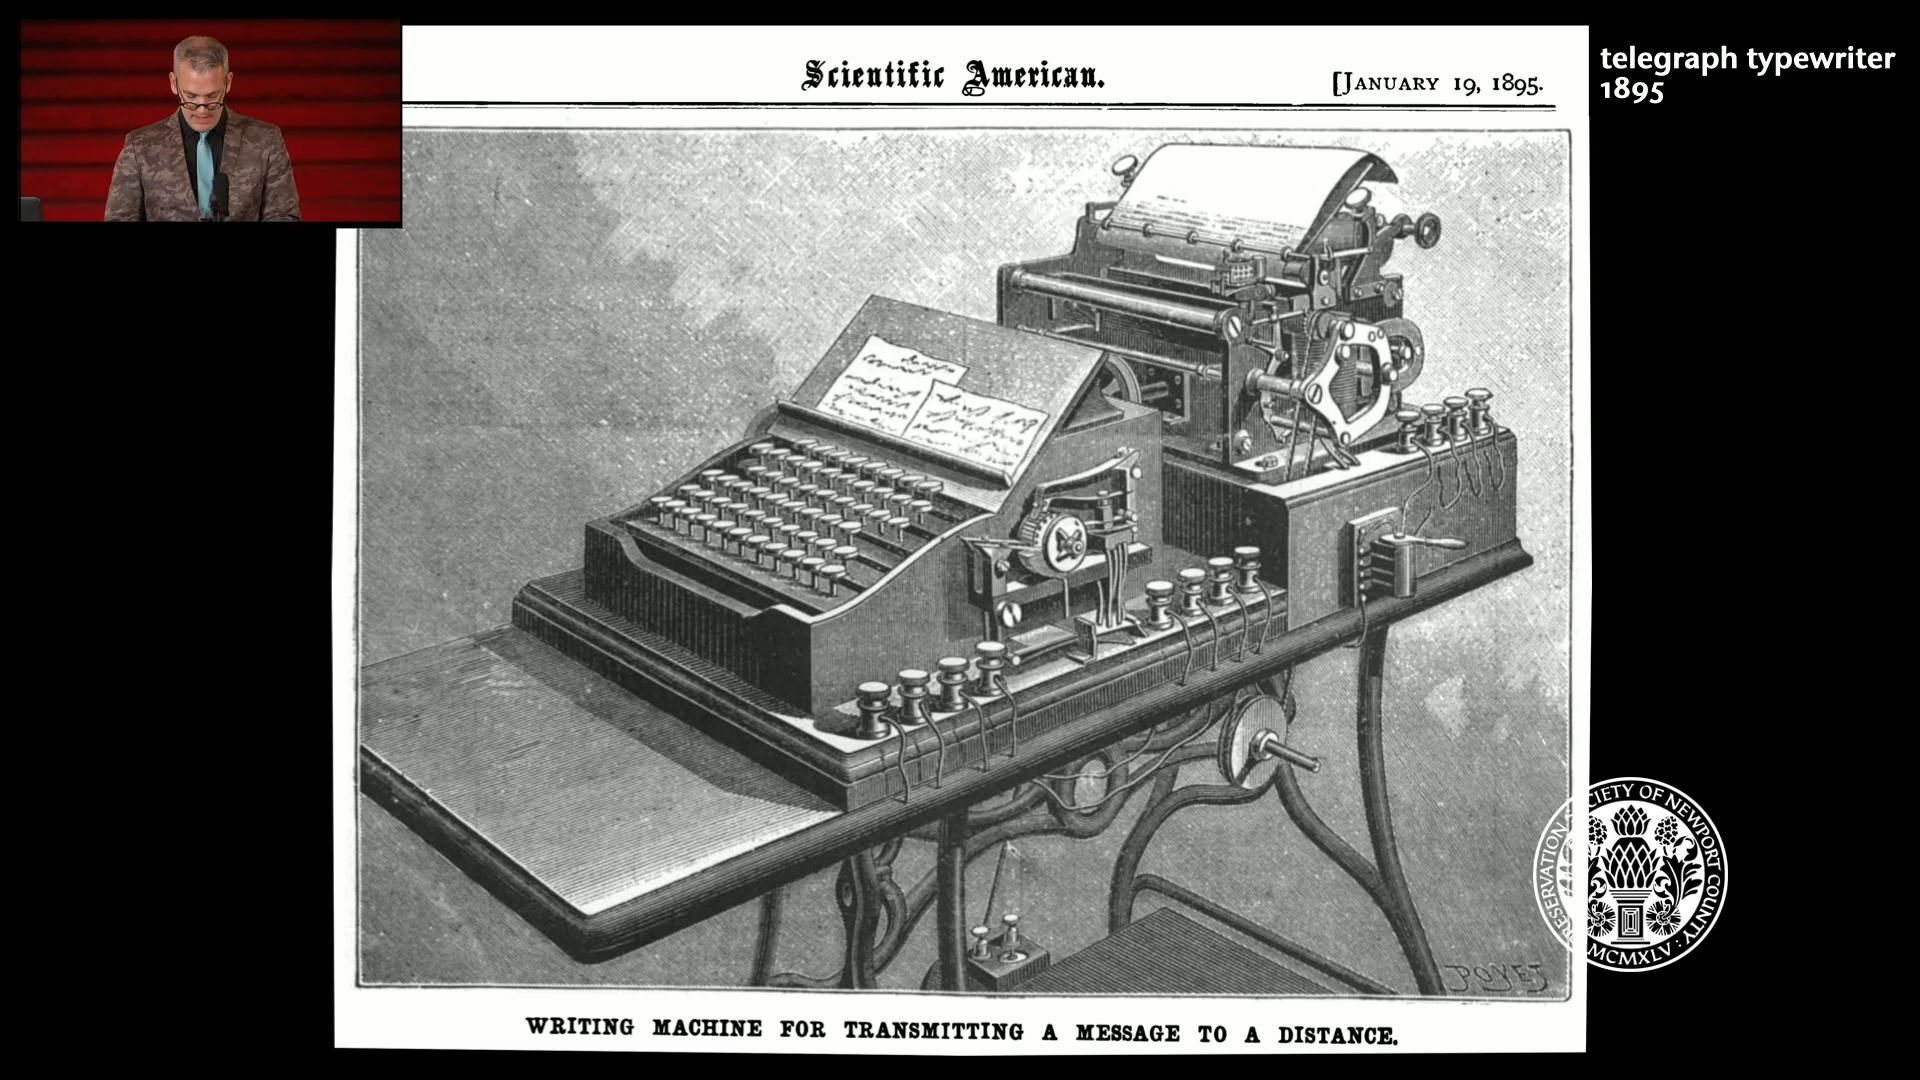 Scientific American.
[JANUARY 19, 1895.
telegraph typewriter
1895
POYET
WRITING MACHINE FOR TRANSMITTING A MESSAGE TO A DISTANCE.
RESERVATION SOCIETY OF NEWPORT COUNTY :
MCMXLV